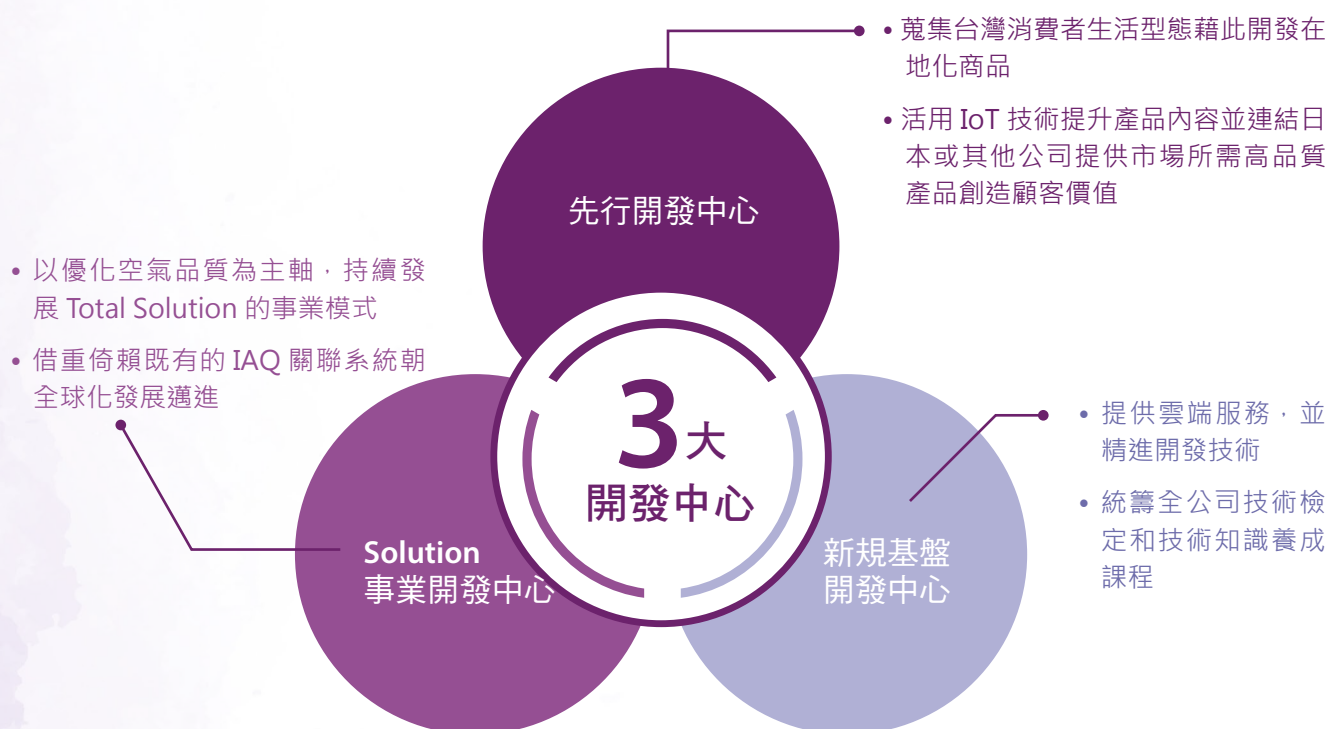 • 蒐集台灣消費者生活型態藉此開發在
地化商品
• 活用 IoT 技術提升產品內容並連結日
本或其他公司提供市場所需高品質
產品創造顧客價值
先行開發中心
• 以優化空氣品質為主軸，持續發
展 Total Solution 的事業模式
• 借重倚賴既有的 IAQ 關聯系統朝
全球化發展邁進
3大
開發中心
• 提供雲端服務，並
精進開發技術
• 統籌全公司技術檢
定和技術知識養成
課程
Solution
事業開發中心
新規基盤
開發中心